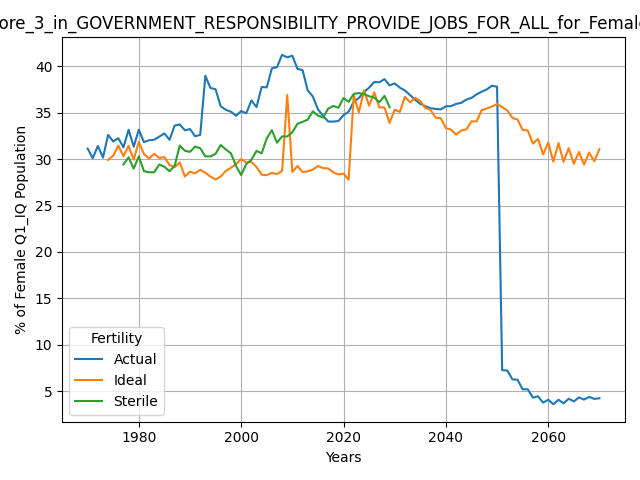 ore_3_in_GOVERNMENT_RESPONSIBILITY_PROVIDE_JOBS_FOR_ALL_for_Female
% of Female Q1_IQ Population
40
35
30
25
20
15
10
5
Fertility
Actual
Ideal
Sterile
1980 2000 2020 2040 2060
Years